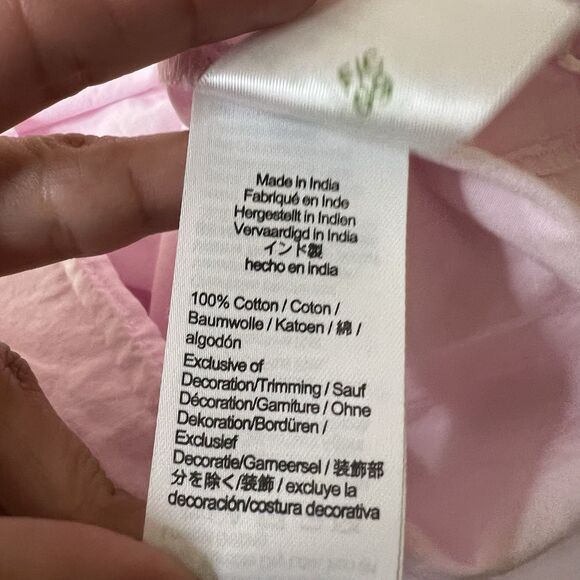 Made in India
Fabriqué en Inde
Hergestellt in Indien
Vervaardigd in India
インド製
hecho en india
100% Cotton / Coton /
Baumwolle / Katoen / 綿 /
algodón
Exclusive of
Decoration/Trimming / Sauf
Décoration/Garniture / Ohne
Dekoration/Bordüren /
Exclusief
Decoratie/Garneersel / 装飾部
分を除く/装飾 / excluye la
decoración/costura decorativa